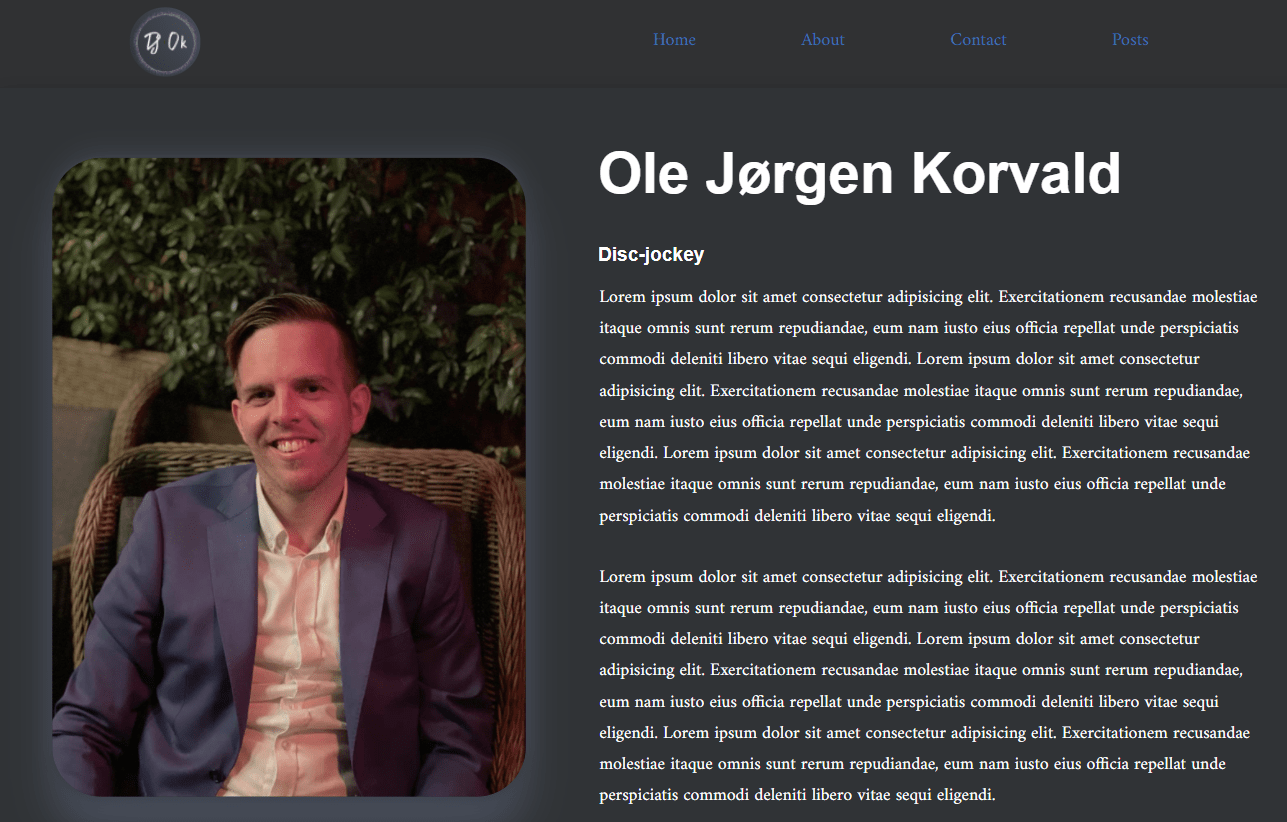 Dj Ok
Home About Contact Posts
Ole Jørgen Korvald
Disc-jockey
Lorem ipsum dolor sit amet consectetur adipisicing elit. Exercitationem recusandae molestiae
itaque omnis sunt rerum repudiandae, eum nam iusto eius officia repellat unde perspiciatis
commodi deleniti libero vitae sequi eligendi. Lorem ipsum dolor sit amet consectetur
adipisicing elit. Exercitationem recusandae molestiae itaque omnis sunt rerum repudiandae,
eum nam iusto eius officia repellat unde perspiciatis commodi deleniti libero vitae sequi
eligendi. Lorem ipsum dolor sit amet consectetur adipisicing elit. Exercitationem recusandae
molestiae itaque omnis sunt rerum repudiandae, eum nam iusto eius officia repellat unde
perspiciatis commodi deleniti libero vitae sequi eligendi.
Lorem ipsum dolor sit amet consectetur adipisicing elit. Exercitationem recusandae molestiae
itaque omnis sunt rerum repudiandae, eum nam iusto eius officia repellat unde perspiciatis
commodi deleniti libero vitae sequi eligendi. Lorem ipsum dolor sit amet consectetur
adipisicing elit. Exercitationem recusandae molestiae itaque omnis sunt rerum repudiandae,
eum nam iusto eius officia repellat unde perspiciatis commodi deleniti libero vitae sequi
eligendi. Lorem ipsum dolor sit amet consectetur adipisicing elit. Exercitationem recusandae
molestiae itaque omnis sunt rerum repudiandae, eum nam iusto eius officia repellat unde
perspiciatis commodi deleniti libero vitae sequi eligendi.